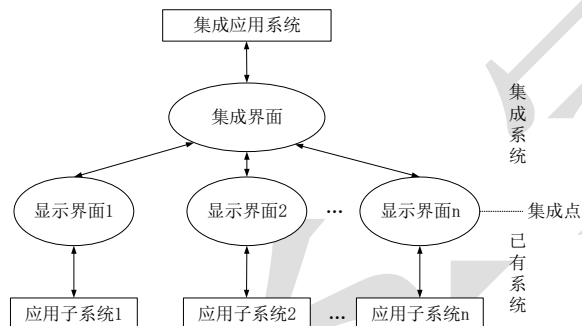 集成应用系统
集成界面
集成系统
显示界面1
显示界面2
...
显示界面n
集成点
已有系统
应用子系统1
应用子系统2
...
应用子系统n